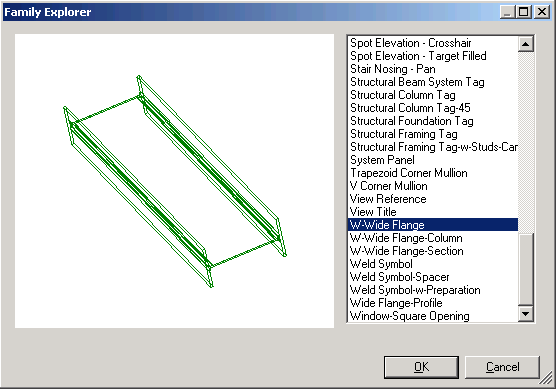 Family Explorer
Spot Elevation - Crosshair
Spot Elevation - Target Filled
Stair Nosing - Pan
Structural Beam System Tag
Structural Column Tag
Structural Column Tag-45
Structural Foundation Tag
Structural Framing Tag
Structural Framing Tag-w-Studs-Car
System Panel
Trapezoid Corner Mullion
V Corner Mullion
View Reference
View Title
W-Wide Flange
W-Wide Flange-Column
W-Wide Flange-Section
Weld Symbol
Weld Symbol-Spacer
Weld Symbol-w-Preparation
Wide Flange-Profile
Window-Square Opening
OK
Cancel